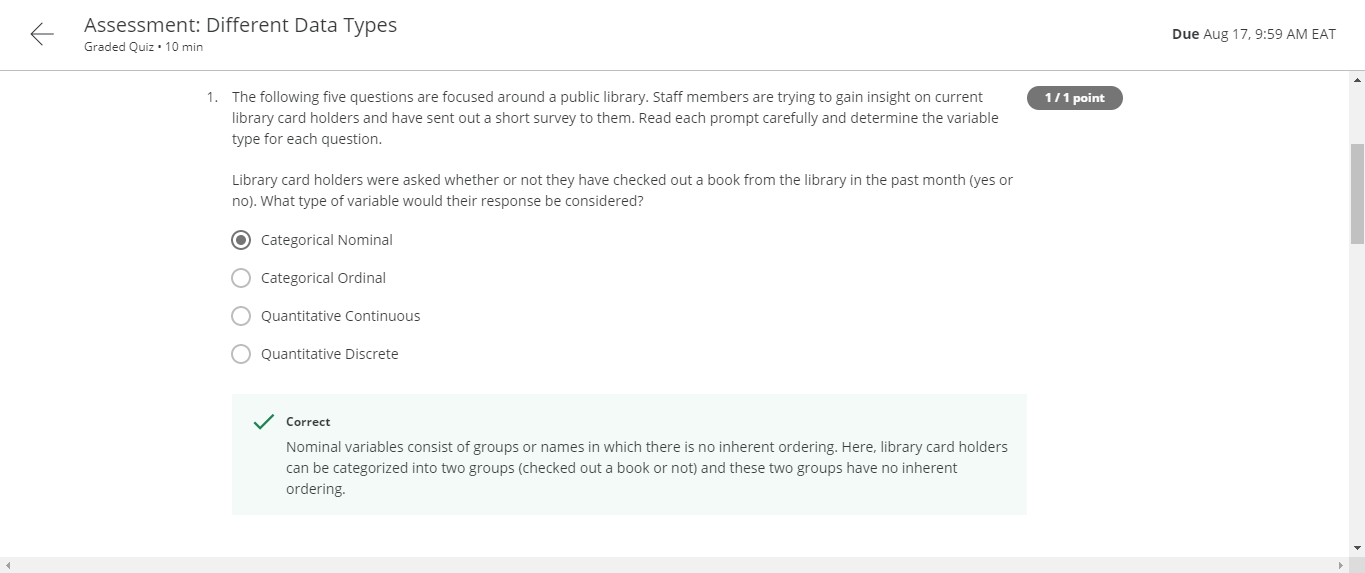 Assessment: Different Data Types
Graded Quiz • 10 min
Due Aug 17, 9:59 AM EAT
1. The following five questions are focused around a public library. Staff members are trying to gain insight on current
library card holders and have sent out a short survey to them. Read each prompt carefully and determine the variable
type for each question.
1 / 1 point
Library card holders were asked whether or not they have checked out a book from the library in the past month (yes or
no). What type of variable would their response be considered?
Categorical Nominal
Categorical Ordinal
Quantitative Continuous
Quantitative Discrete
Correct
Nominal variables consist of groups or names in which there is no inherent ordering. Here, library card holders
can be categorized into two groups (checked out a book or not) and these two groups have no inherent
ordering.